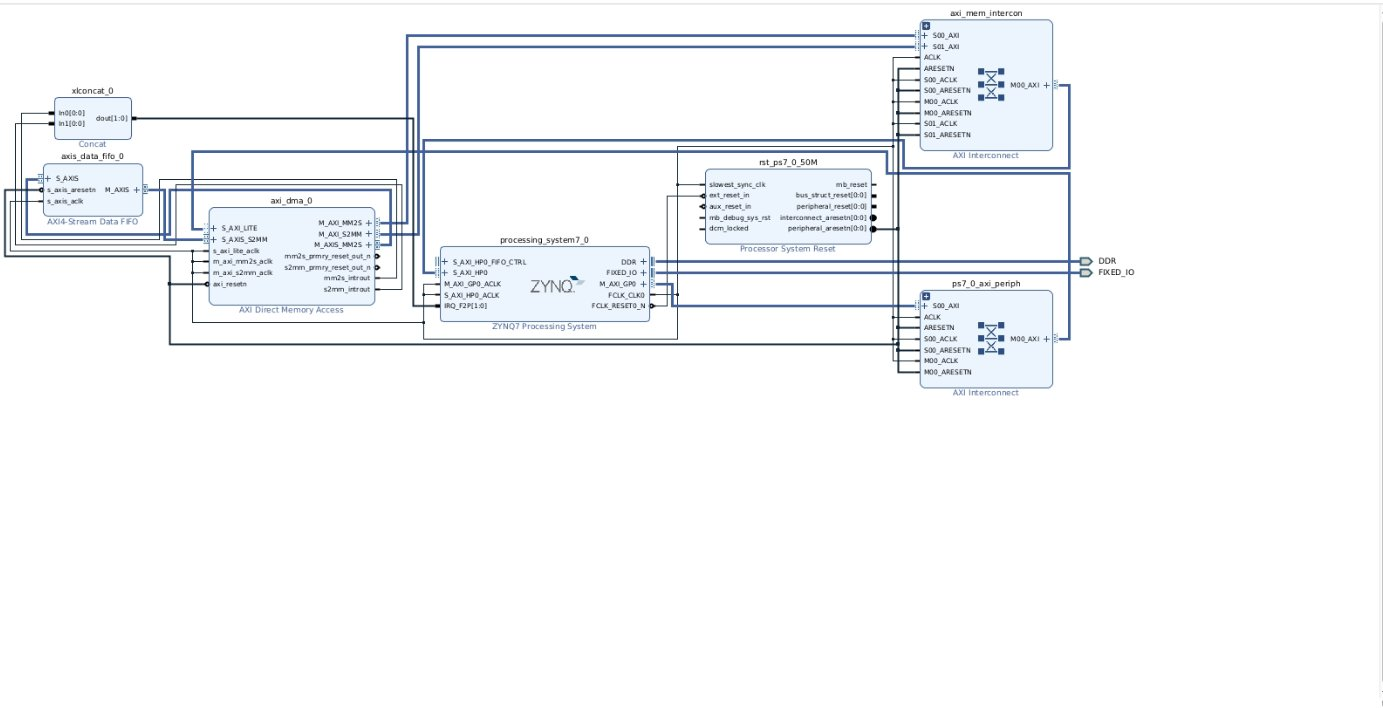 axi_mem_intercon
S00_AXI
S01_AXI
ACLK
ARESETN
S00_ACLK
S00_ARESETN
M00_ACLK
M00_ARESETN
S01_ACLK
S01_ARESETN
M00_AXI
AXI Interconnect
xlconcat_0
In0[0:0]
In1[0:0]
dout[1:0]
Concat
axis_data_fifo_0
S_AXIS
s_axis_aresetn
s_axis_aclk
M_AXIS
AXI4-Stream Data FIFO
axi_dma_0
S_AXI_LITE
S_AXIS_S2MM
s_axi_lite_aclk
m_axi_mm2s_aclk
m_axi_s2mm_aclk
axi_resetn
M_AXI_MM2S
M_AXI_S2MM
M_AXIS_MM2S
mm2s_prmry_reset_out_n
s2mm_prmry_reset_out_n
mm2s_introut
s2mm_introut
AXI Direct Memory Access
processing_system7_0
S_AXI_HP0_FIFO_CTRL
S_AXI_HP0
M_AXI_GP0_ACLK
S_AXI_HP0_ACLK
IRQ_F2P[1:0]
ZYNQ
DDR
FIXED_IO
M_AXI_GP0
FCLK_CLK0
FCLK_RESET0_N
ZYNQ7 Processing System
rst_ps7_0_50M
slowest_sync_clk
ext_reset_in
aux_reset_in
mb_debug_sys_rst
dcm_locked
mb_reset
bus_struct_reset[0:0]
peripheral_reset[0:0]
interconnect_aresetn[0:0]
peripheral_aresetn[0:0]
Processor System Reset
DDR
FIXED_IO
ps7_0_axi_periph
S00_AXI
ACLK
ARESETN
S00_ACLK
S00_ARESETN
M00_ACLK
M00_ARESETN
M00_AXI
AXI Interconnect